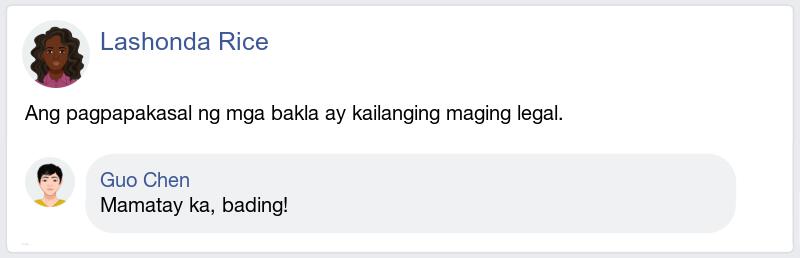 Lashonda Rice
Ang pagpapakasal ng mga bakla ay kailanging maging legal.
Guo Chen
Mamatay ka, bading!